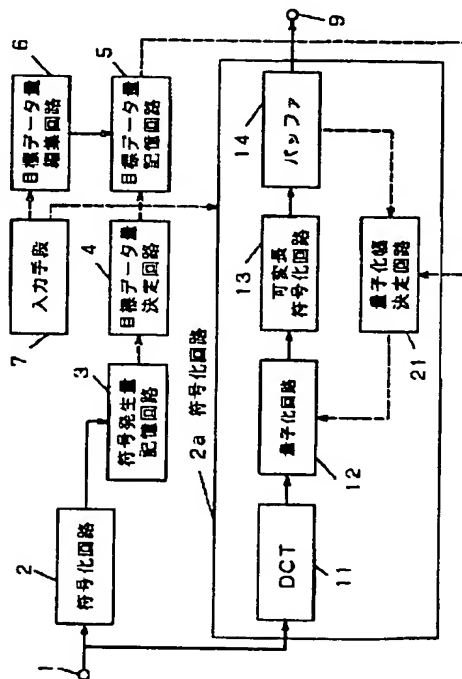 6
目標データ量
編集回路
5
目標データ量
記憶回路
入力手段
7
4
目標データ量
決定回路
3
符号発生量
記憶回路
2
符号化回路
1
2a 符号化回路
DCT
11
量子化回路
12
13
可変長
符号化回路
14
バッファ
9
量子化幅
決定回路
21